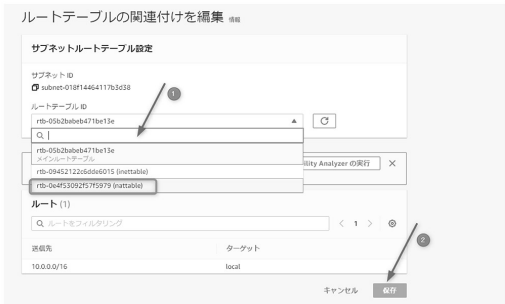 ルートテーブルの関連付けを編集 情報
サブネットルートテーブル設定
サブネット ID
subnet-018f14464117b3d38
1
ルートテーブル ID
rtb-05b2babeb471be13e
rtb-05b2babeb471be13e
メインルートテーブル
rtb-09452122c6dde6015 (inettable)
rtb-0e4f53092f57f5979 (nattable)
ility Analyzer の実行
ルート (1)
ルートをフィルタリング
1
2
送信先 ターゲット
10.0.0.0/16 local
キャンセル 保存